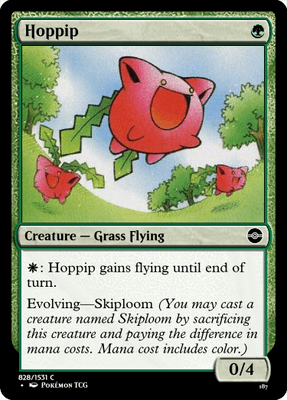 Hoppip
Creature — Grass Flying
: Hoppip gains flying until end of
turn.
Evolving—Skiploom (You may cast a
creature named Skiploom by sacrificing
this creature and paying the difference in
mana costs. Mana cost includes color.)
0/4
828/1531 C
• Pokémon TCG
187